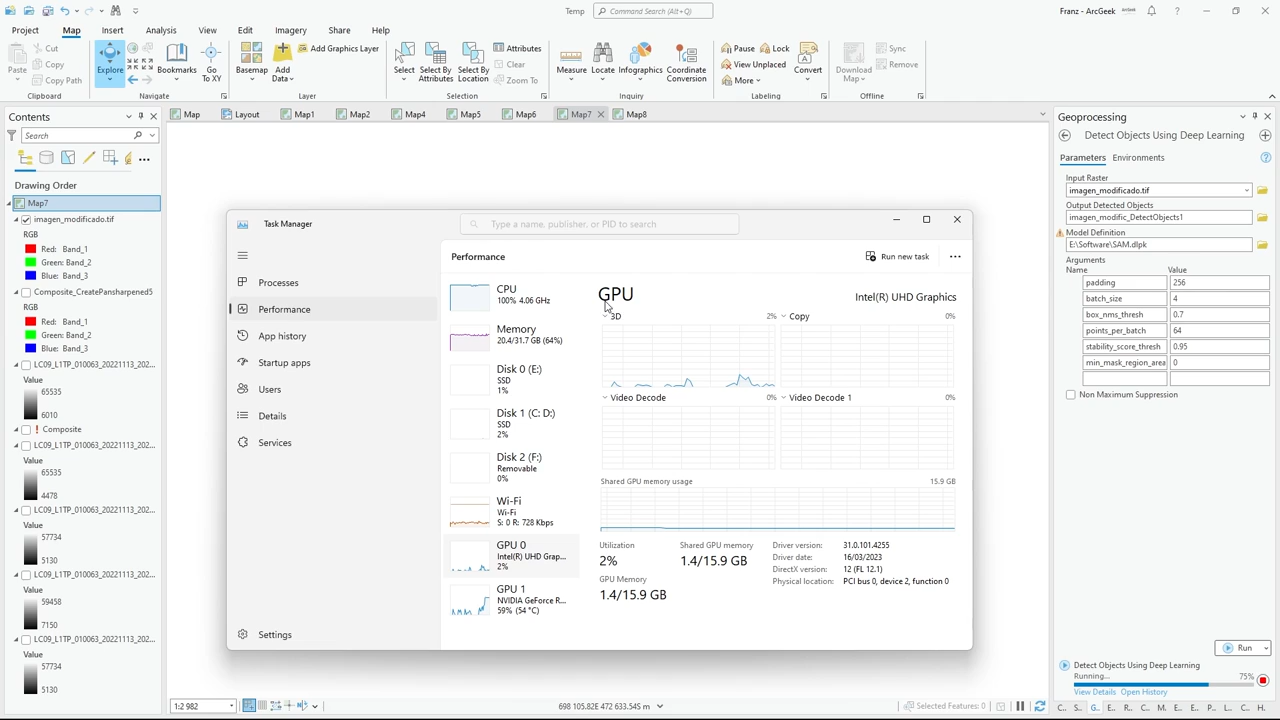 Temp
Command Search (Alt+Q)
Franz - ArcGeek
Project
Map
Insert
Analysis
View
Edit
Imagery
Share
Help
Paste
Cut
Copy
Copy Path
Clipboard
Explore
Bookmarks
Go
To XY
Navigate
Basemap
Add
Data
Add Graphics Layer
Layer
Select
Select By
Attributes
Select By
Location
Attributes
Clear
Zoom To
Selection
Measure
Locate
Infographics
Coordinate
Conversion
Inquiry
Pause
Lock
View Unplaced
More
Convert
Labeling
Download
Map
Sync
Remove
Offline
Contents
Search
Drawing Order
Map7
imagen_modificado.tif
RGB
Red: Band_1
Green: Band_2
Blue: Band_3
Composite_CreatePansharpened5
RGB
Red: Band_1
Green: Band_2
Blue: Band_3
LC09_L1TP_010063_20221113_202...
Value
65535
6010
! Composite
LC09_L1TP_010063_20221113_202...
Value
65535
4478
LC09_L1TP_010063_20221113_202...
Value
57734
5130
LC09_L1TP_010063_20221113_202...
Value
59458
7150
LC09_L1TP_010063_20221113_202...
Value
57734
5130
Map
Layout
Map1
Map2
Map4
Map5
Map6
Map7
Map8
Task Manager
Type a name, publisher, or PID to search
Processes
Performance
App history
Startup apps
Users
Details
Services
Settings
Performance
Run new task
CPU
100% 4.06 GHz
Memory
20.4/31.7 GB (64%)
Disk 0 (E:)
SSD
1%
Disk 1 (C: D:)
SSD
2%
Disk 2 (F:)
Removable
0%
Wi-Fi
Wi-Fi
S: 0 R: 728 Kbps
GPU 0
Intel(R) UHD Grap...
2%
GPU 1
NVIDIA GeForce R...
59% (54 °C)
GPU
Intel(R) UHD Graphics
3D
2%
Copy
0%
Video Decode
0%
Video Decode 1
0%
Shared GPU memory usage
15.9 GB
Utilization
2%
Shared GPU memory
1.4/15.9 GB
GPU Memory
1.4/15.9 GB
Driver version: 31.0.101.4255
Driver date: 16/03/2023
DirectX version: 12 (FL 12.1)
Physical location: PCI bus 0, device 2, function 0
1:2 982
698 105.82E 472 633.54S m
Selected Features: 0
Geoprocessing
Detect Objects Using Deep Learning
Parameters
Environments
Input Raster
imagen_modificado.tif
Output Detected Objects
imagen_modific_DetectObjects1
Model Definition
E:\Software\SAM.dlpk
Arguments
Name
Value
padding
256
batch_size
4
box_nms_thresh
0.7
points_per_batch
64
stability_score_thresh
0.95
min_mask_region_area
0
Non Maximum Suppression
Run
Detect Objects Using Deep Learning
Running...
75%
View Details
Open History
C...
S...
G...
E...
R...
C...
M...
E...
E...
P...
L...
C...
H...